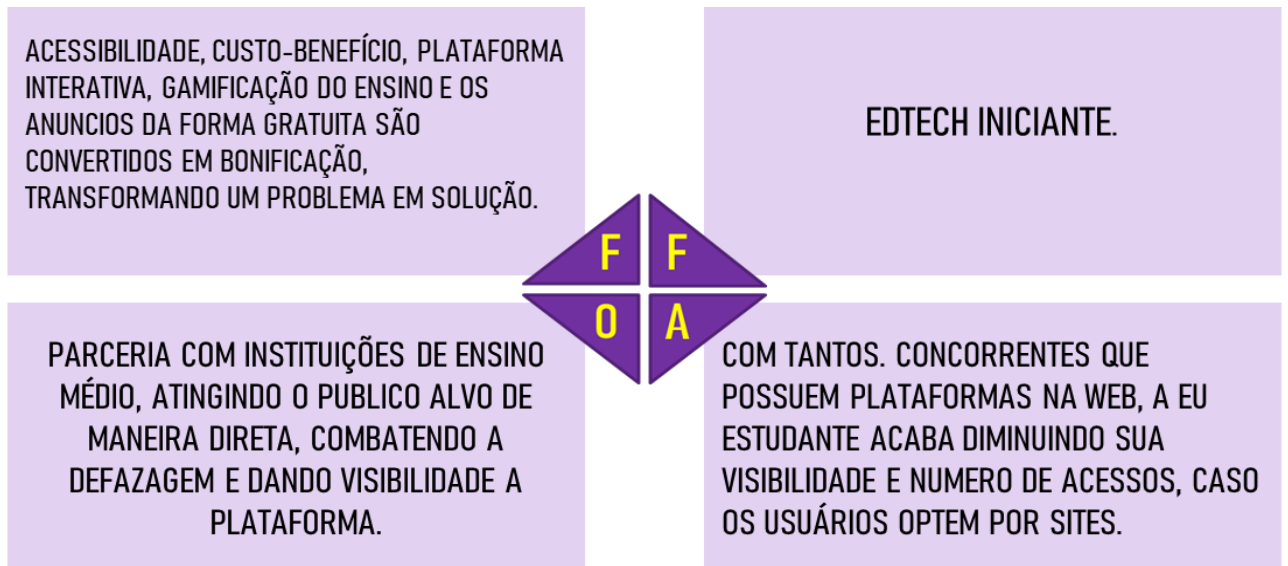 ACESSIBILIDADE, CUSTO-BENEFÍCIO, PLATAFORMA
INTERATIVA, GAMIFICAÇÃO DO ENSINO E OS
ANUNCIOS DA FORMA GRATUITA SÃO
CONVERTIDOS EM BONIFICAÇÃO,
TRANSFORMANDO UM PROBLEMA EM SOLUÇÃO.
EDTECH INICIANTE.
F
F
O
A
PARCERIA COM INSTITUIÇÕES DE ENSINO
MÉDIO, ATINGINDO O PUBLICO ALVO DE
MANEIRA DIRETA, COMBATENDO A
DEFAZAGEM E DANDO VISIBILIDADE A
PLATAFORMA.
COM TANTOS. CONCORRENTES QUE
POSSUEM PLATAFORMAS NA WEB, A EU
ESTUDANTE ACABA DIMINUINDO SUA
VISIBILIDADE E NUMERO DE ACESSOS, CASO
OS USUÁRIOS OPTEM POR SITES.